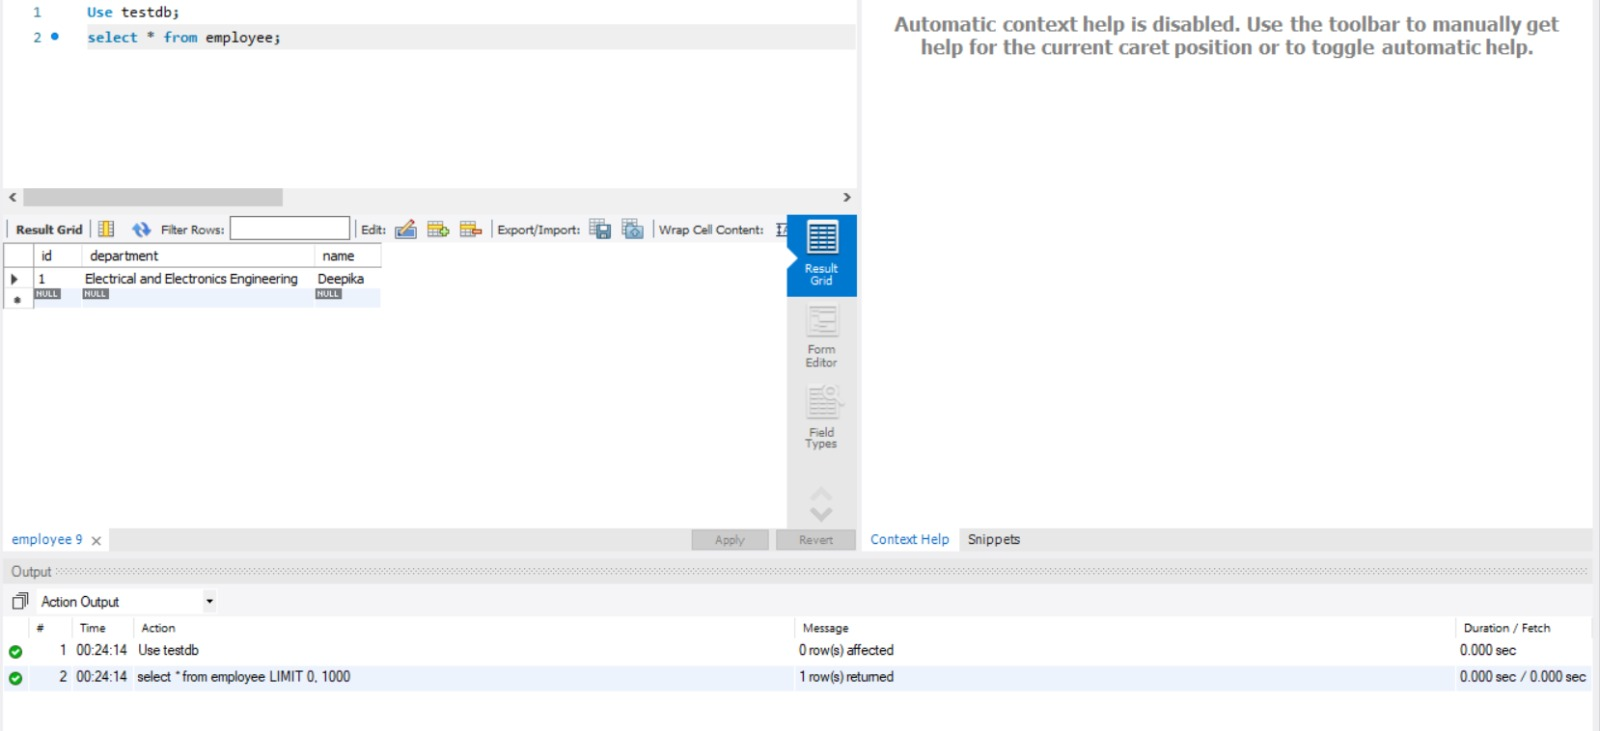 1 Use testdb;
2 select * from employee;
Automatic context help is disabled. Use the toolbar to manually get
help for the current caret position or to toggle automatic help.
Result Grid Filter Rows: Edit: Export/Import: Wrap Cell Content:
id department name
1 Electrical and Electronics Engineering Deepika
NULL NULL NULL
Result
Grid
Form
Editor
Field
Types
employee 9 Apply Revert
Context Help Snippets
Output
Action Output
# Time Action Message Duration / Fetch
1 00:24:14 Use testdb 0 row(s) affected 0.000 sec
2 00:24:14 select * from employee LIMIT 0, 1000 1 row(s) returned 0.000 sec / 0.000 sec